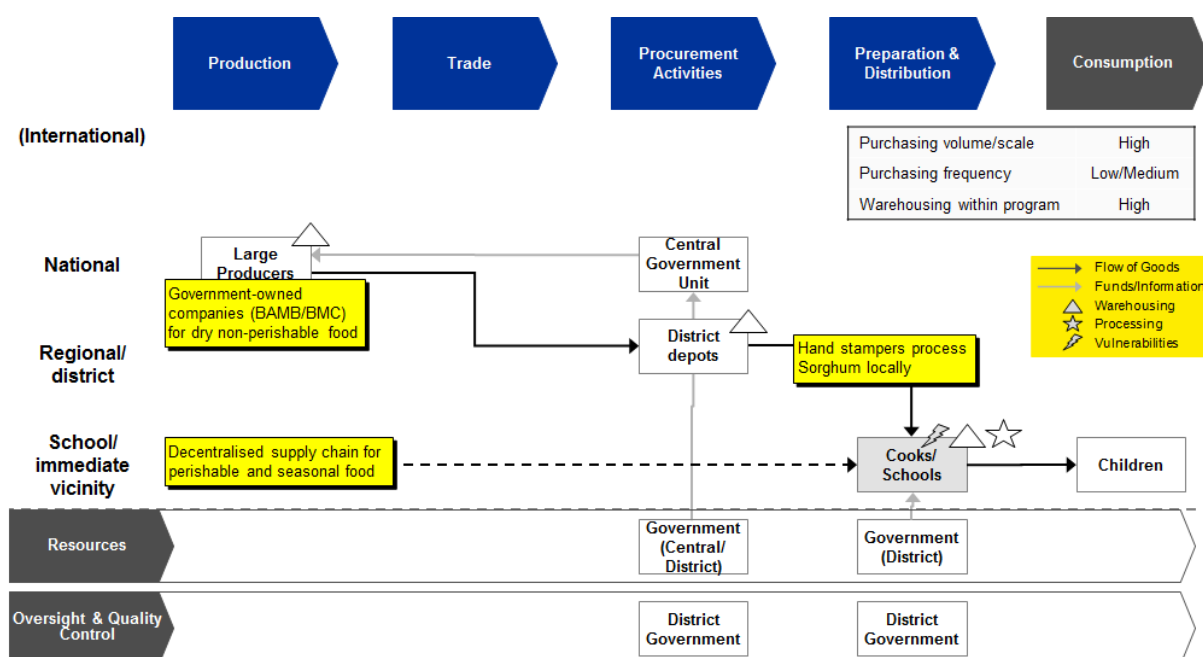 Production
Trade
Procurement
Activities
Preparation &
Distribution
Consumption
(International)
Purchasing volume/scale High
Purchasing frequency Low/Medium
Warehousing within program High
National
Large
Producers
Central
Government
Unit
Government-owned
companies (BAMB/BMC)
for dry non-perishable food
Flow of Goods
Funds/Information
Warehousing
Processing
Vulnerabilities
Regional/
district
District
depots
Hand stampers process
Sorghum locally
School/
immediate
vicinity
Decentralised supply chain for
perishable and seasonal food
Cooks/
Schools
Children
Resources
Government
(Central/
District)
Government
(District)
Oversight & Quality
Control
District
Government
District
Government